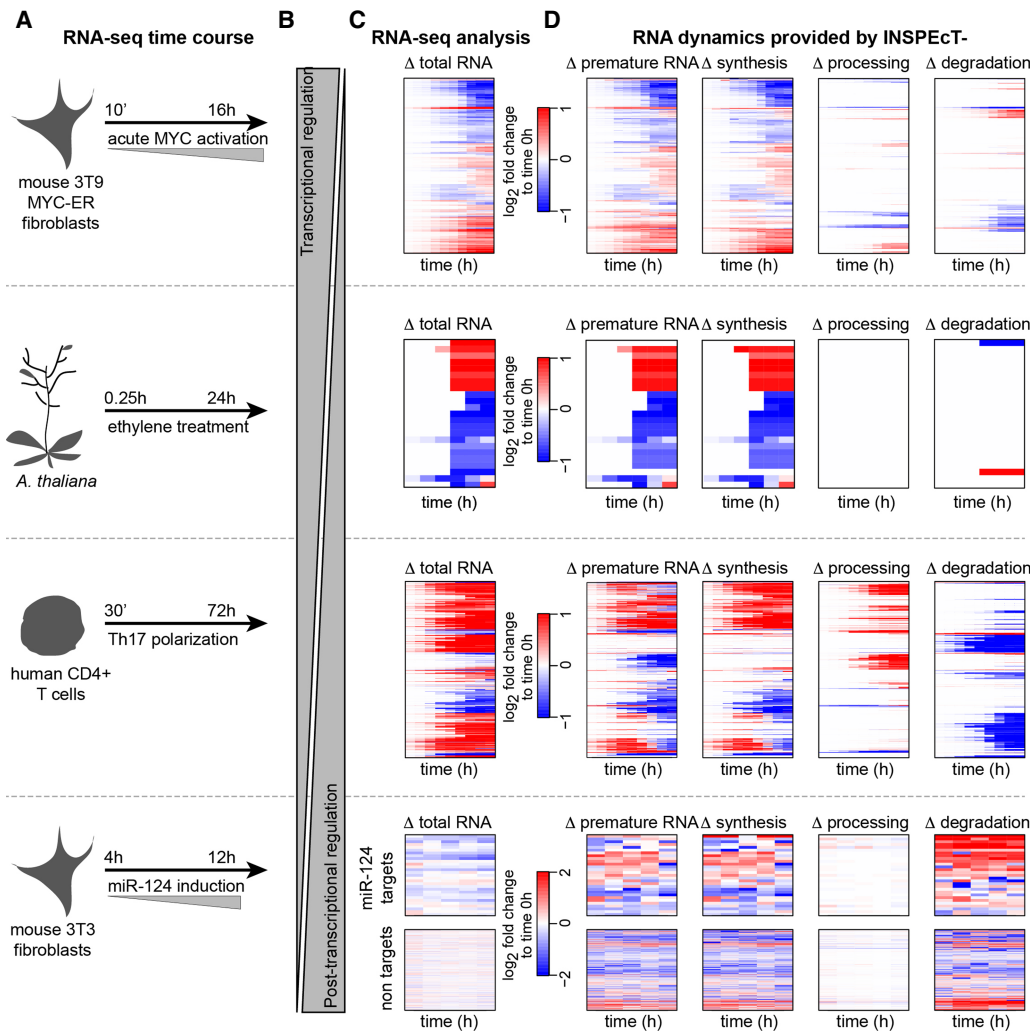 A
B
C
D
RNA-seq time course
RNA-seq analysis
RNA dynamics provided by INSPEcT-
10’
16h
acute MYC activation
mouse 3T9
MYC-ER
fibroblasts
Transcriptional regulation
Δ total RNA
log2 fold change
to time 0h
1
0
−1
Δ premature RNA
Δ synthesis
Δ processing
Δ degradation
time (h)
time (h)
time (h)
time (h)
time (h)
0.25h
24h
ethylene treatment
A. thaliana
Δ total RNA
log2 fold change
to time 0h
1
0
−1
Δ premature RNA
Δ synthesis
Δ processing
Δ degradation
time (h)
time (h)
time (h)
time (h)
time (h)
30’
72h
Th17 polarization
human CD4+
T cells
Δ total RNA
log2 fold change
to time 0h
1
0
−1
Δ premature RNA
Δ synthesis
Δ processing
Δ degradation
time (h)
time (h)
time (h)
time (h)
time (h)
Post-transcriptional regulation
4h
12h
miR-124 induction
mouse 3T3
fibroblasts
miR-124
targets
non targets
Δ total RNA
log2 fold change
to time 0h
2
0
−2
Δ premature RNA
Δ synthesis
Δ processing
Δ degradation
time (h)
time (h)
time (h)
time (h)
time (h)